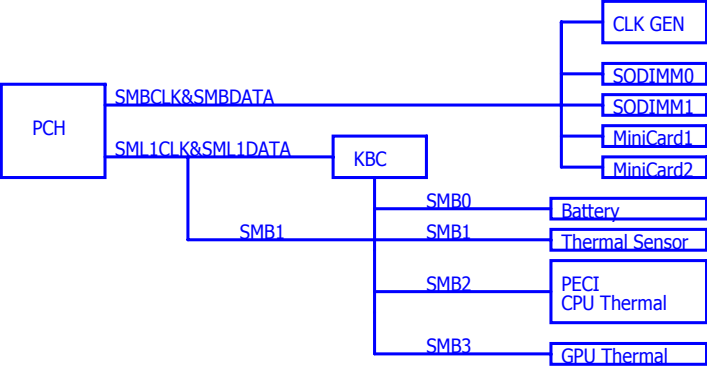 CLK GEN
SODIMM0
SMBCLK&SMBDATA
SODIMM1
PCH
MiniCard1
SML1CLK&SML1DATA
KBC
MiniCard2
SMB0
Battery
SMB1
SMB1
Thermal Sensor
SMB2
PECI
CPU Thermal
SMB3
GPU Thermal